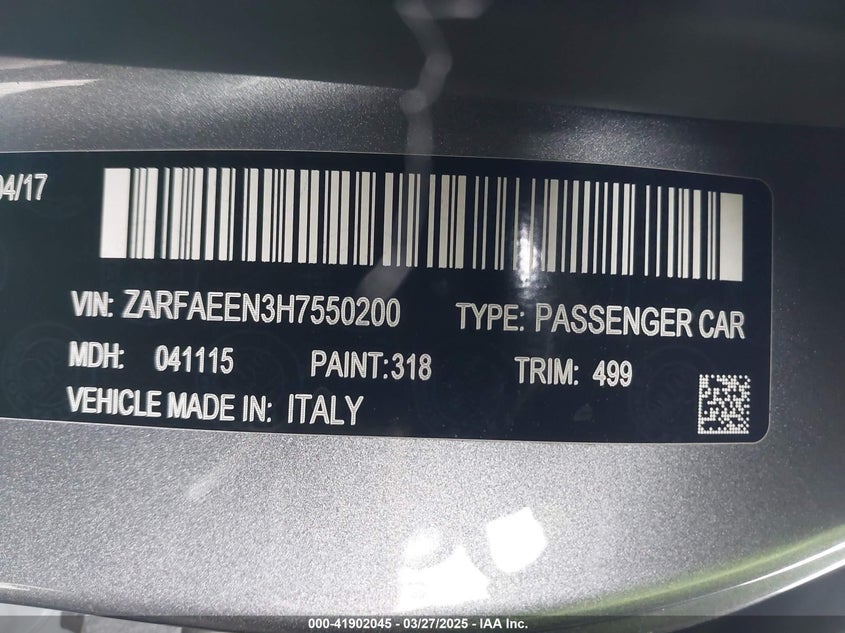 04/17
VIN: ZARFAEEN3H7550200 TYPE: PASSENGER CAR
MDH: 041115 PAINT:318 TRIM: 499
VEHICLE MADE IN: ITALY
000-41902045 - 03/27/2025 - IAA Inc.